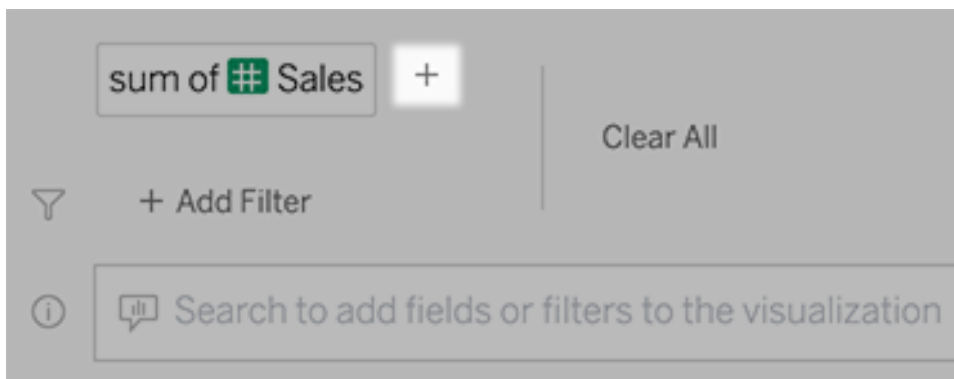 sum of # Sales +
Clear All
+ Add Filter
Search to add fields or filters to the visualization